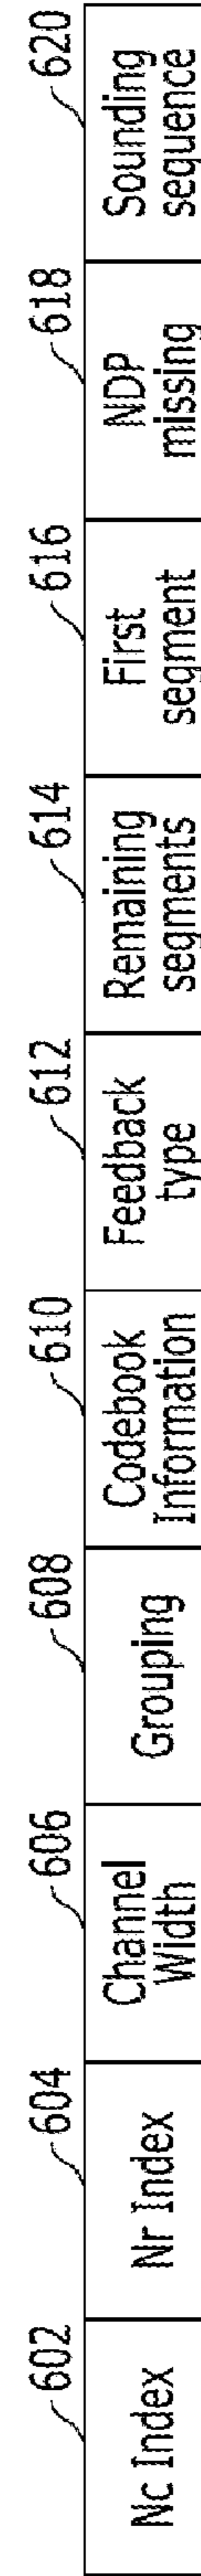 602 604 606 608 610 612 614 616 618 620
Nc Index
Nr Index
Channel
Width
Grouping
Codebook
Information
Feedback
type
Remaining
segments
First
segment
NDP
missing
Sounding
sequence